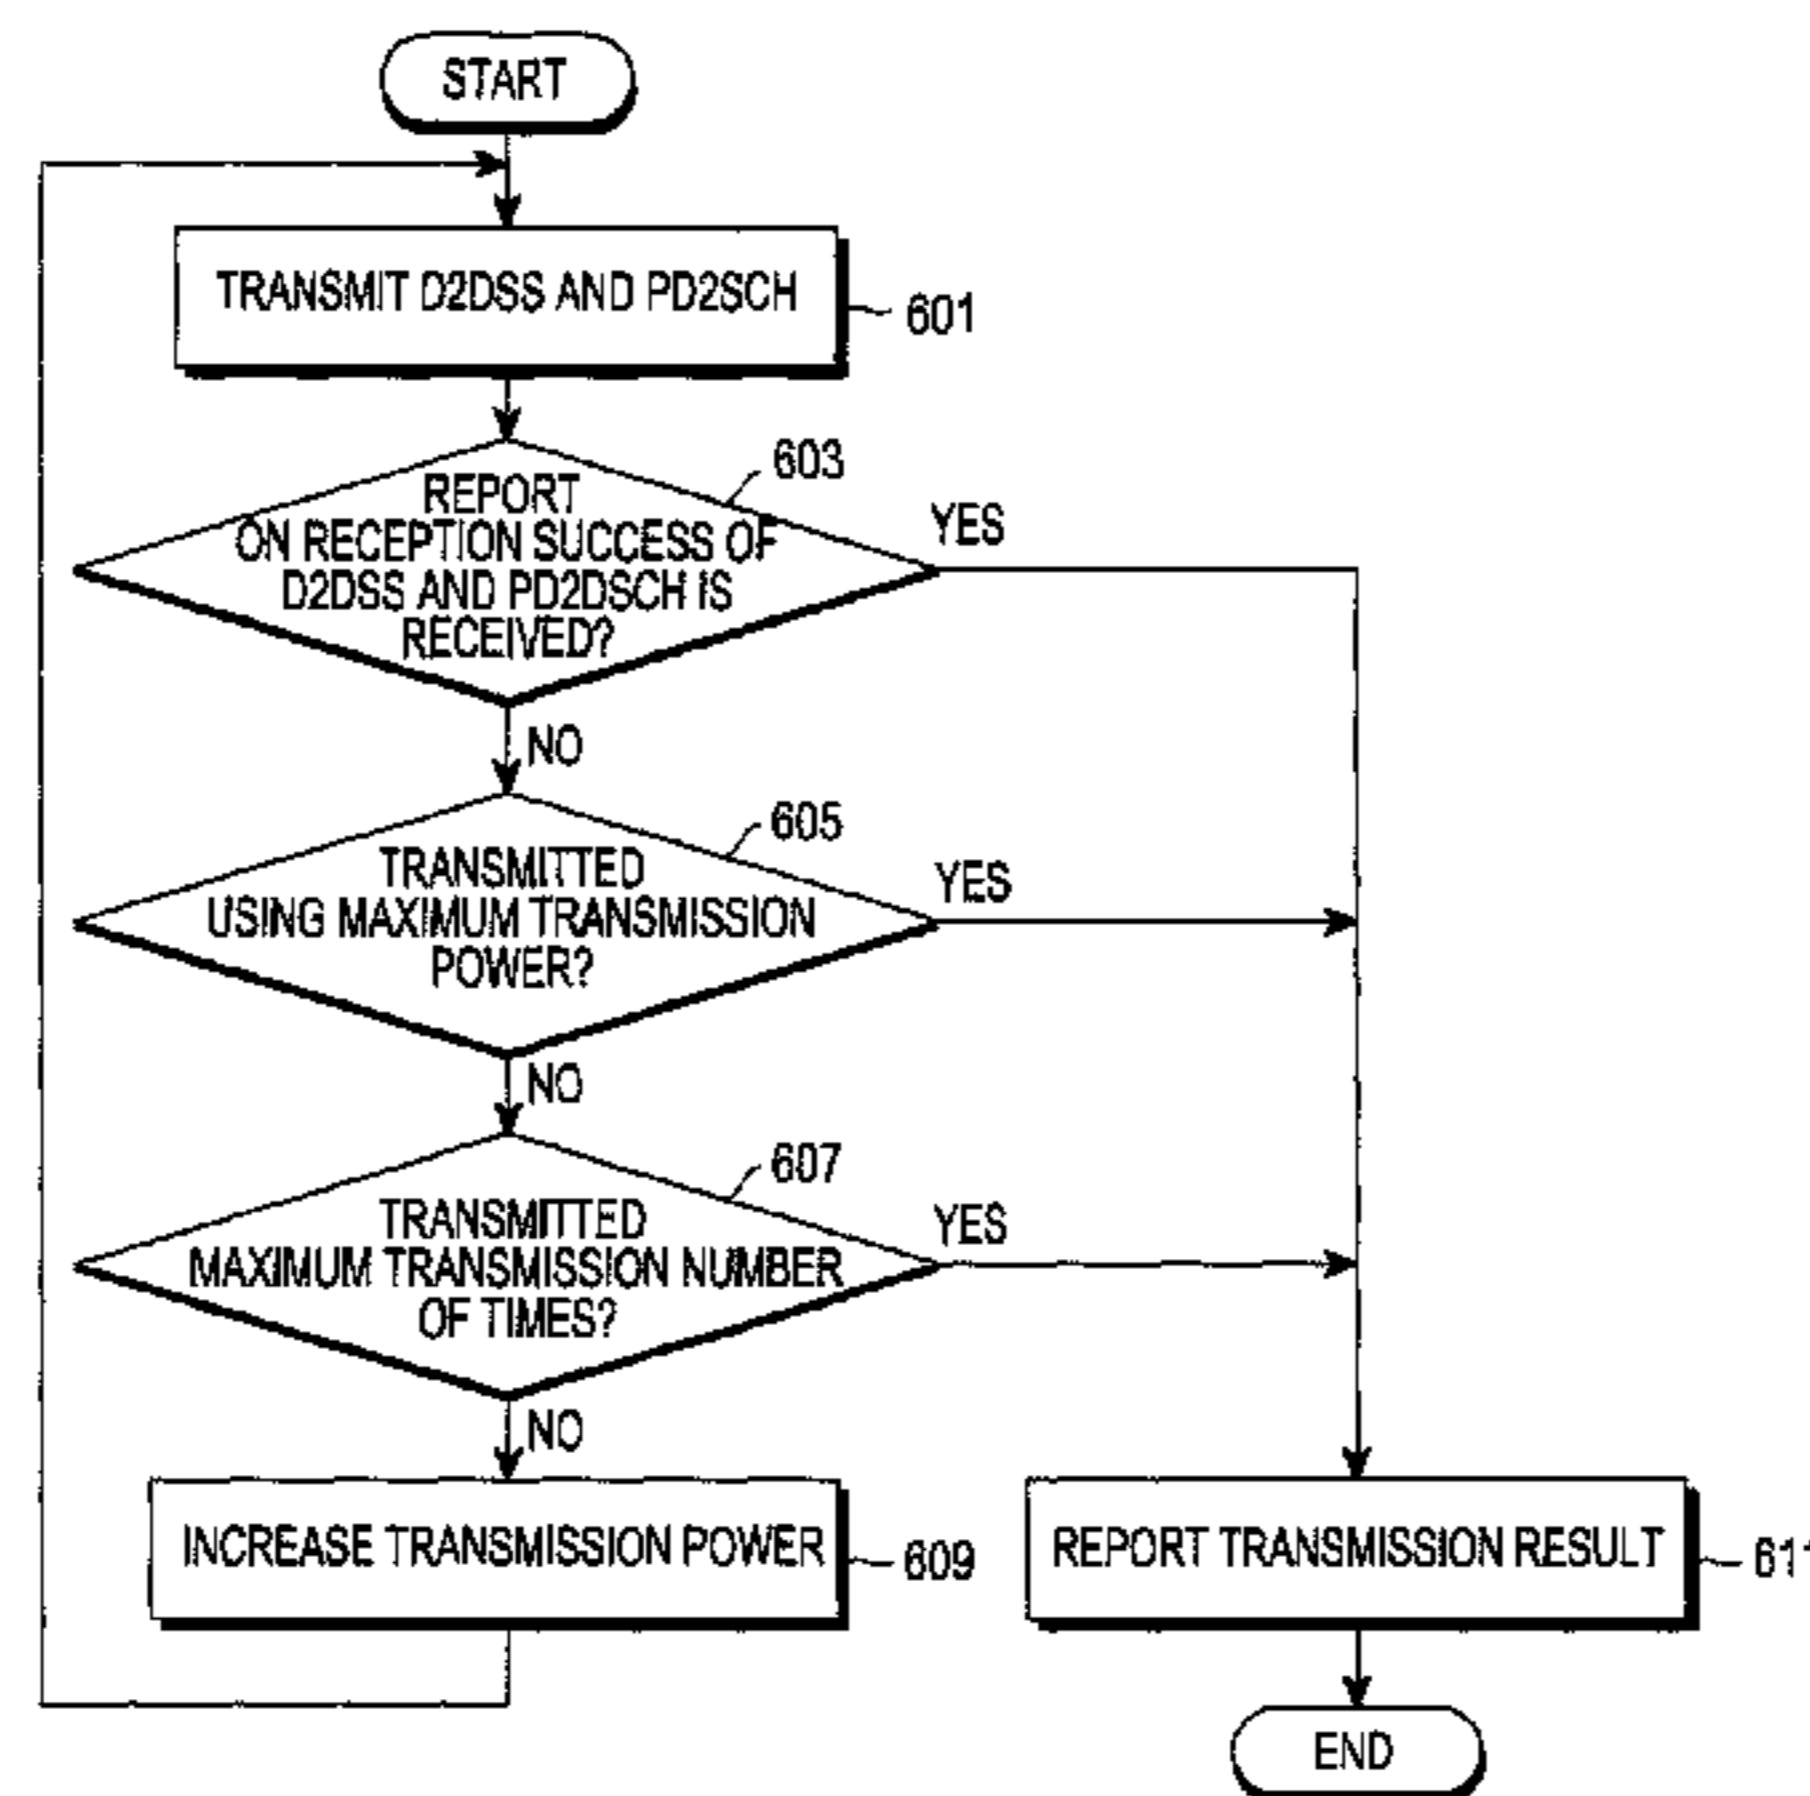 START
TRANSMIT D2DSS AND PD2SCH
601
603
REPORT
ON RECEPTION SUCCESS OF
D2DSS AND PD2DSCH IS
RECEIVED?
YES
NO
605
TRANSMITTED
USING MAXIMUM TRANSMISSION
POWER?
YES
NO
607
TRANSMITTED
MAXIMUM TRANSMISSION NUMBER
OF TIMES?
YES
NO
INCREASE TRANSMISSION POWER
609
REPORT TRANSMISSION RESULT
611
END